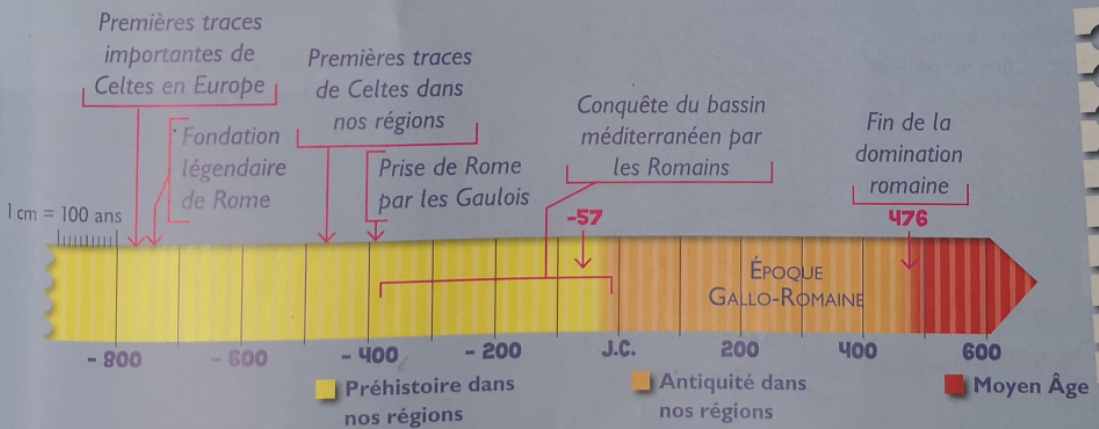 Premières traces
importantes de
Celtes en Europe
Fondation
légendaire
de Rome
Premières traces
de Celtes dans
nos régions
Prise de Rome
par les Gaulois
Conquête du bassin
méditerranéen par
les Romains
-57
Fin de la
domination
romaine
476
1 cm = 100 ans
ÉPOQUE
GALLO-ROMAINE
- 800
- 600
- 400
- 200
J.C.
200
400
600
Préhistoire dans
nos régions
Antiquité dans
nos régions
Moyen Âge